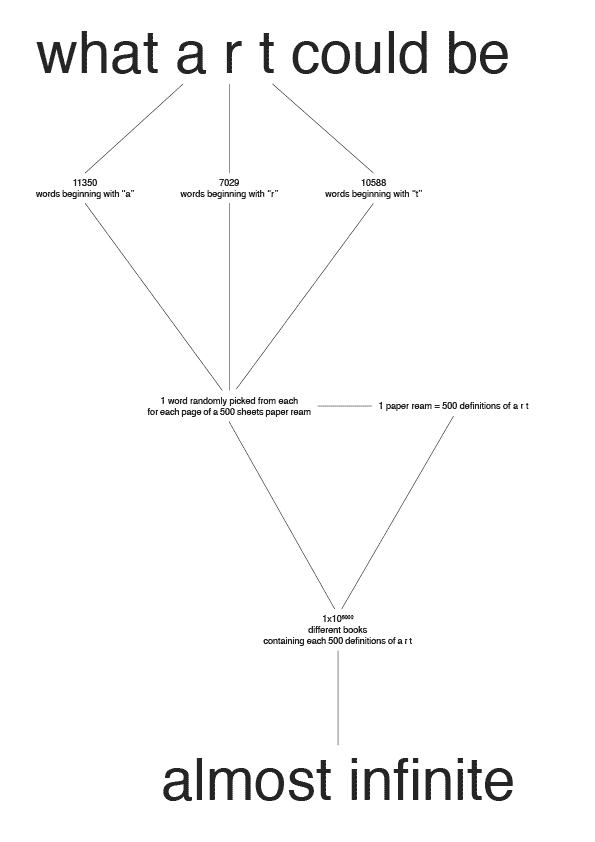 what a r t could be
11350
words beginning with "a"
7029
words beginning with "r"
10588
words beginning with "t"
1 word randomly picked from each
for each page of a 500 sheets paper ream
1 paper ream = 500 definitions of a r t
1x10⁶⁰⁰⁰
different books
containing each 500 definitions of a r t
almost infinite